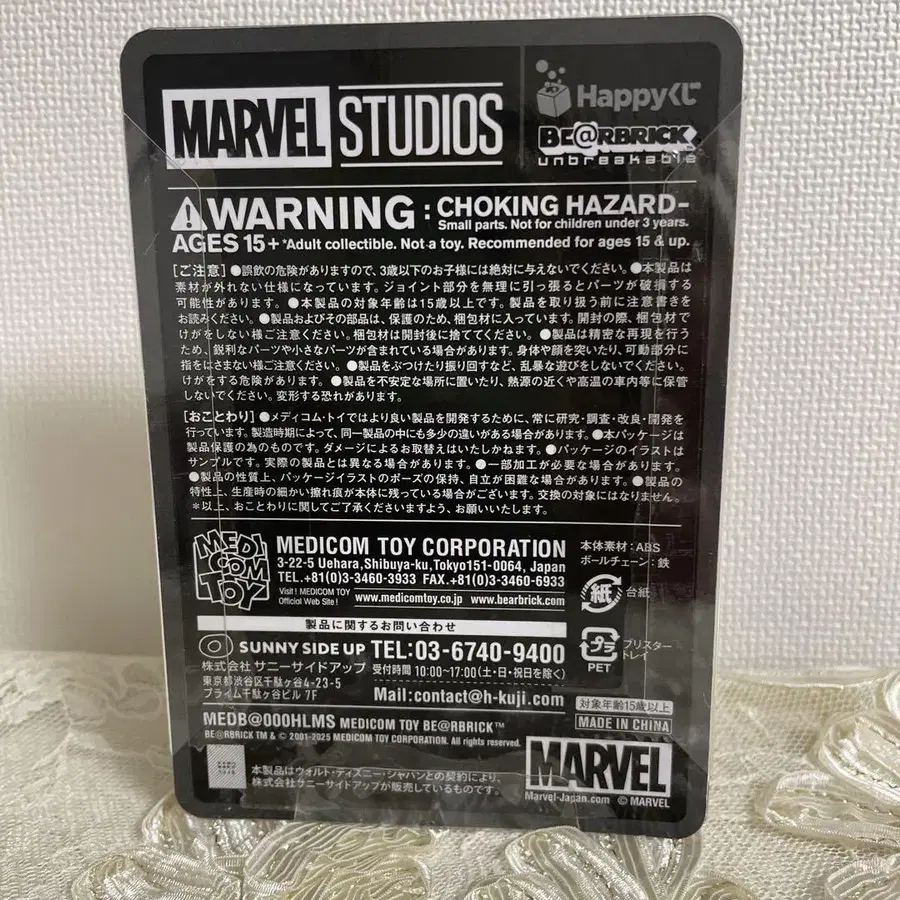 MARVEL STUDIOS
Happyくじ
BE@RBRICK
unbreakable
WARNING : CHOKING HAZARD–
Small parts. Not for children under 3 years.
AGES 15+ *Adult collectible. Not a toy. Recommended for ages 15 & up.
[ご注意] ●誤飲の危険がありますので、3歳以下のお子様には絶対に与えないでください。●本製品は
素材が外れない仕様になっています。ジョイント部分を無理に引っ張るとパーツが破損する
可能性があります。 ●本製品の対象年齢は15歳以上です。製品を取り扱う前に注意書きを
お読みください。 ●製品およびその部品は、保護のため、梱包材に入っています。開封の際、梱包材で
けがをしない様ご注意ください。梱包材は開封後に捨ててください。 ●製品は精密な再現を行う
ため、鋭利なパーツや小さなパーツが含まれている場合があります。身体や顔を突いたり、可動部分に
指をはさまない様ご注意ください。●製品をぶつけたり振り回すなど、乱暴な遊びをしないでください。
けがをする危険があります。 ●製品を不安定な場所に置いたり、熱源の近くや高温の車内等に保管
しないでください。変形する恐れがあります。
[おことわり] ●メディコム・トイではより良い製品を開発するために、常に研究・調査・改良・開発を
行っています。製造時期によって、同一製品の中にも多少の違いがある場合があります。●本パッケージは
製品保護の為のものです。ダメージによるお取替えはいたしかねます。 ●パッケージのイラストは
サンプルです。実際の製品とは異なる場合があります。 ●一部加工が必要な場合があります。
●製品の性質上、パッケージイラストのポーズの保持、自立が困難な場合があります。 ●製品の
特性上、生産時の細かい擦れ痕が本体に残っている場合がございます。交換の対象にはなりません。
*以上、おことわりに関してご了承くださいますよう、お願いいたします。
MEDICOM TOY
MEDICOM TOY CORPORATION
3-22-5 Uehara,Shibuya-ku,Tokyo151-0064, Japan
TEL.+81(0)3-3460-3933 FAX.+81(0)3-3460-6933
Visit! MEDICOM TOY
Official Web Site!
www.medicomtoy.co.jp www.bearbrick.com
本体素材：ABS
ボールチェーン：鉄
紙 台紙
プラ
PET
ブリスター
トレイ
製品に関するお問い合わせ
SUNNY SIDE UP TEL:03-6740-9400
株式会社 サニーサイドアップ 受付時間 10:00~17:00(土・日・祝日を除く)
東京都渋谷区千駄ヶ谷4-23-5
プライム千駄ヶ谷ビル 7F
Mail:contact@h-kuji.com
対象年齢15歳以上
MADE IN CHINA
MEDB@000HLMS MEDICOM TOY BE@RBRICK™
BE@RBRICK TM & © 2001-2025 MEDICOM TOY CORPORATION. All rights reserved.
本製品はウォルト・ディズニー・ジャパンとの契約により、
株式会社サニーサイドアップが販売しているものです。
MARVEL
Marvel-Japan.com © MARVEL